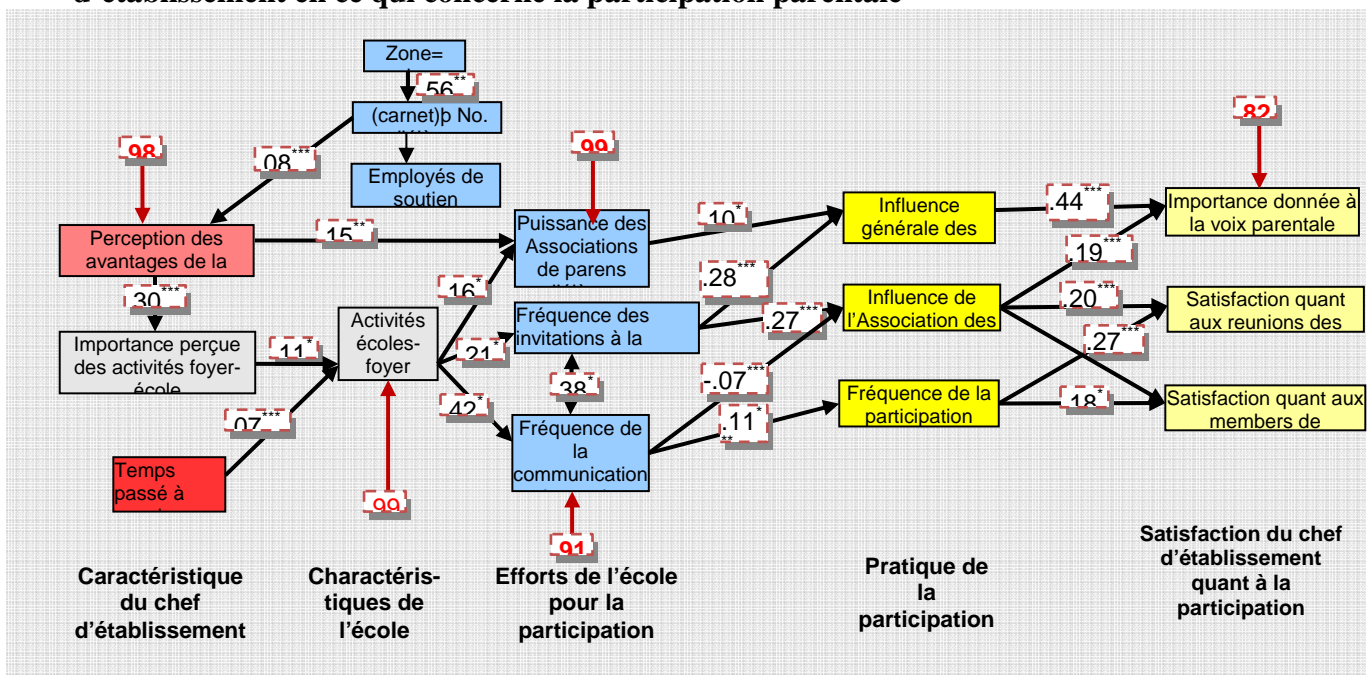 d'établissement en ce qui concerne la participation parentale
Zone=
.56**
(carnet)þ No.
.98
.08***
.99
.82
Employés de
soutien
Perception des
avantages de la
.15**
Puissance des
Associations
de parens
.10*
Influence
générale des
.44***
Importance donnée à
la voix parentale
.30***
.16*
.28***
.19***
Importance perçue
des activités foyer-
école
.11*
Activités
écoles-
foyer
.21*
Fréquence des
invitations à la
.27***
Influence de
l'Association des
.20***
Satisfaction quant
aux reunions des
.07***
.42*
.38*
-.07***
.27***
Temps
passé à
Fréquence de
la
communication
.11*
**
Fréquence de la
participation
.18*
Satisfaction quant aux
members de
.99
.91
Caractéristique
du chef
d'établissement
Charactéris-
tiques de
l'école
Efforts de l'école
pour la
participation
Pratique de
la
participation
Satisfaction du chef
d'établissement
quant à la
participation